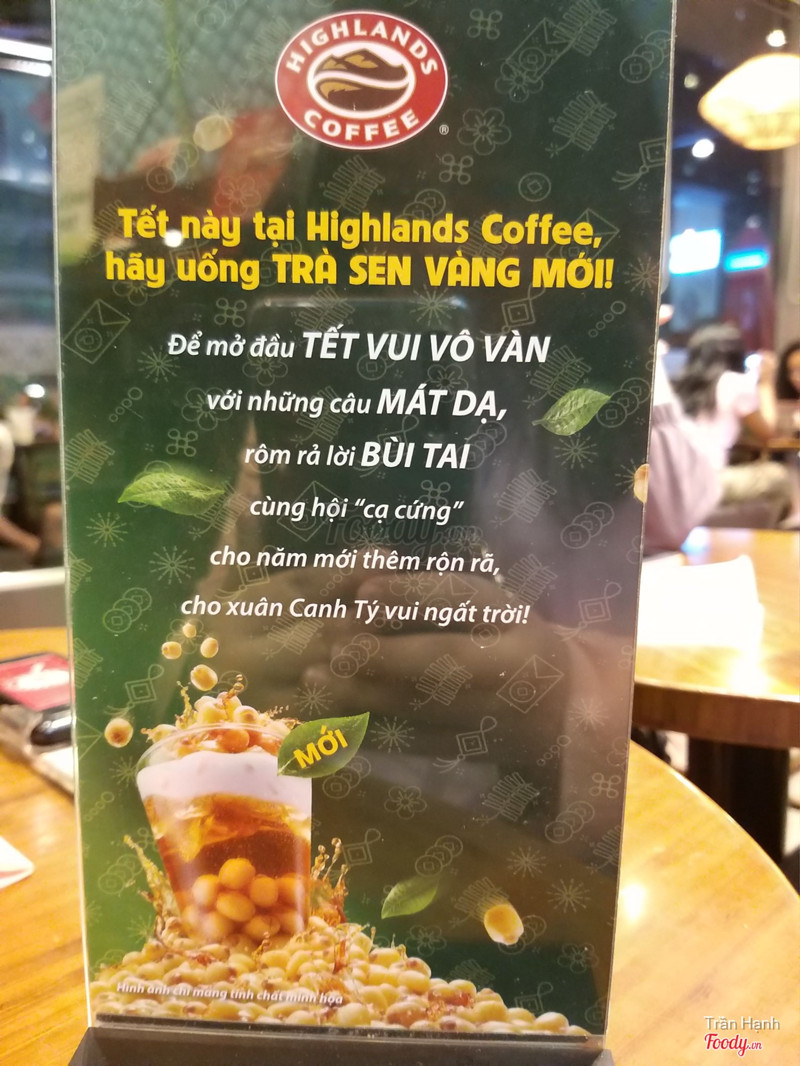 HIGHLANDS
COFFEE
®
Tết này tại Highlands Coffee,
hãy uống TRÀ SEN VÀNG MỚI!
Để mở đầu TẾT VUI VÔ VÀN
với những câu MÁT DẠ,
rôm rả lời BÙI TAI
cùng hội "cạ cứng"
Foody.vn
cho năm mới thêm rộn rã,
cho xuân Canh Tý vui ngất trời!
MỚI
Hình ảnh chỉ mang tính chất minh họa
Trần Hạnh
Foody.vn